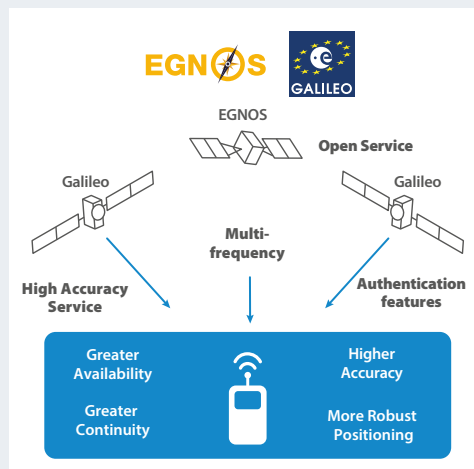 EGNOS
GALILEO
EGNOS
Open Service
Galileo
Galileo
Multi-
frequency
High Accuracy
Service
Authentication
features
Greater
Availability
Higher
Accuracy
Greater
Continuity
More Robust
Positioning